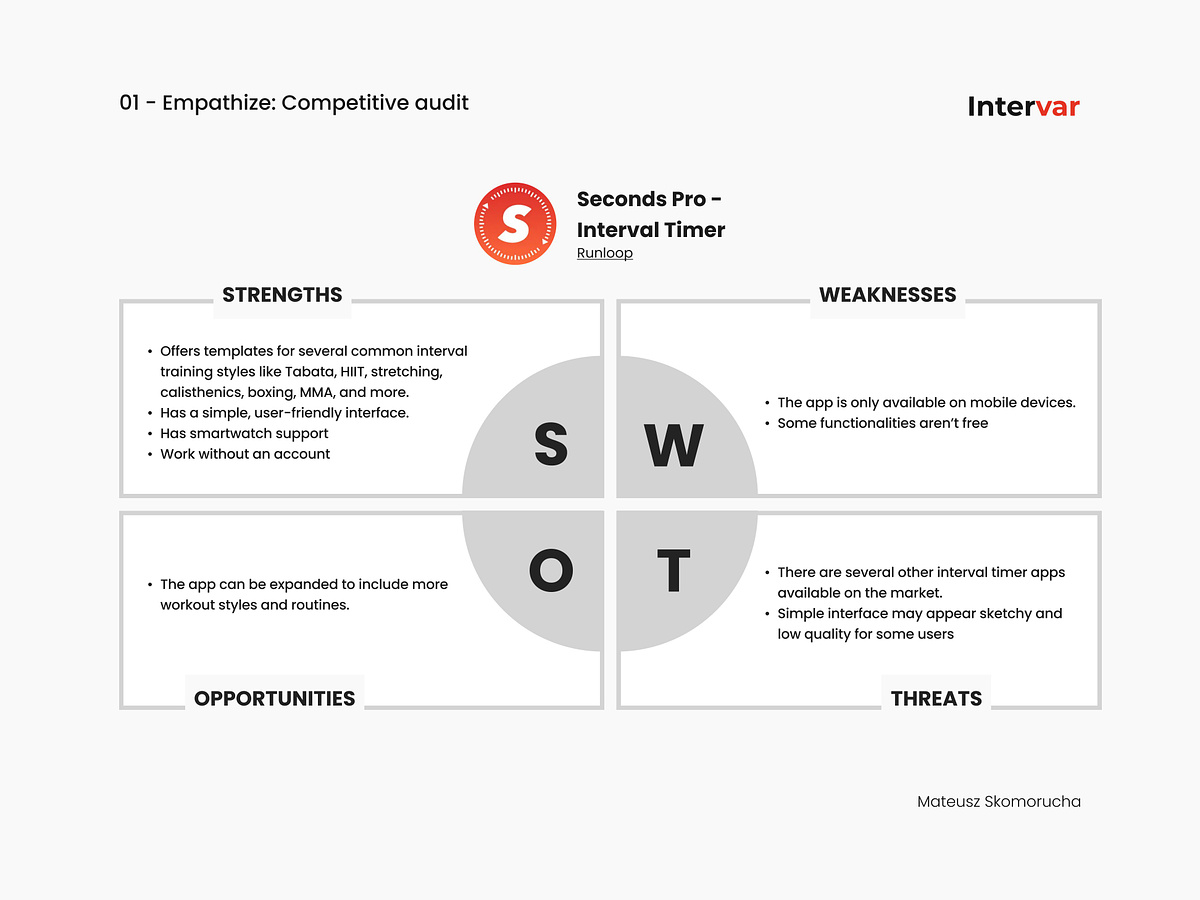 01 - Empathize: Competitive audit
Intervar
S
Seconds Pro -
Interval Timer
Runloop
STRENGTHS
• Offers templates for several common interval
training styles like Tabata, HIIT, stretching,
calisthenics, boxing, MMA, and more.
• Has a simple, user-friendly interface.
• Has smartwatch support
• Work without an account
S
WEAKNESSES
W
• The app is only available on mobile devices.
• Some functionalities aren’t free
• The app can be expanded to include more
workout styles and routines.
O
OPPORTUNITIES
T
• There are several other interval timer apps
available on the market.
• Simple interface may appear sketchy and
low quality for some users
THREATS
Mateusz Skomorucha